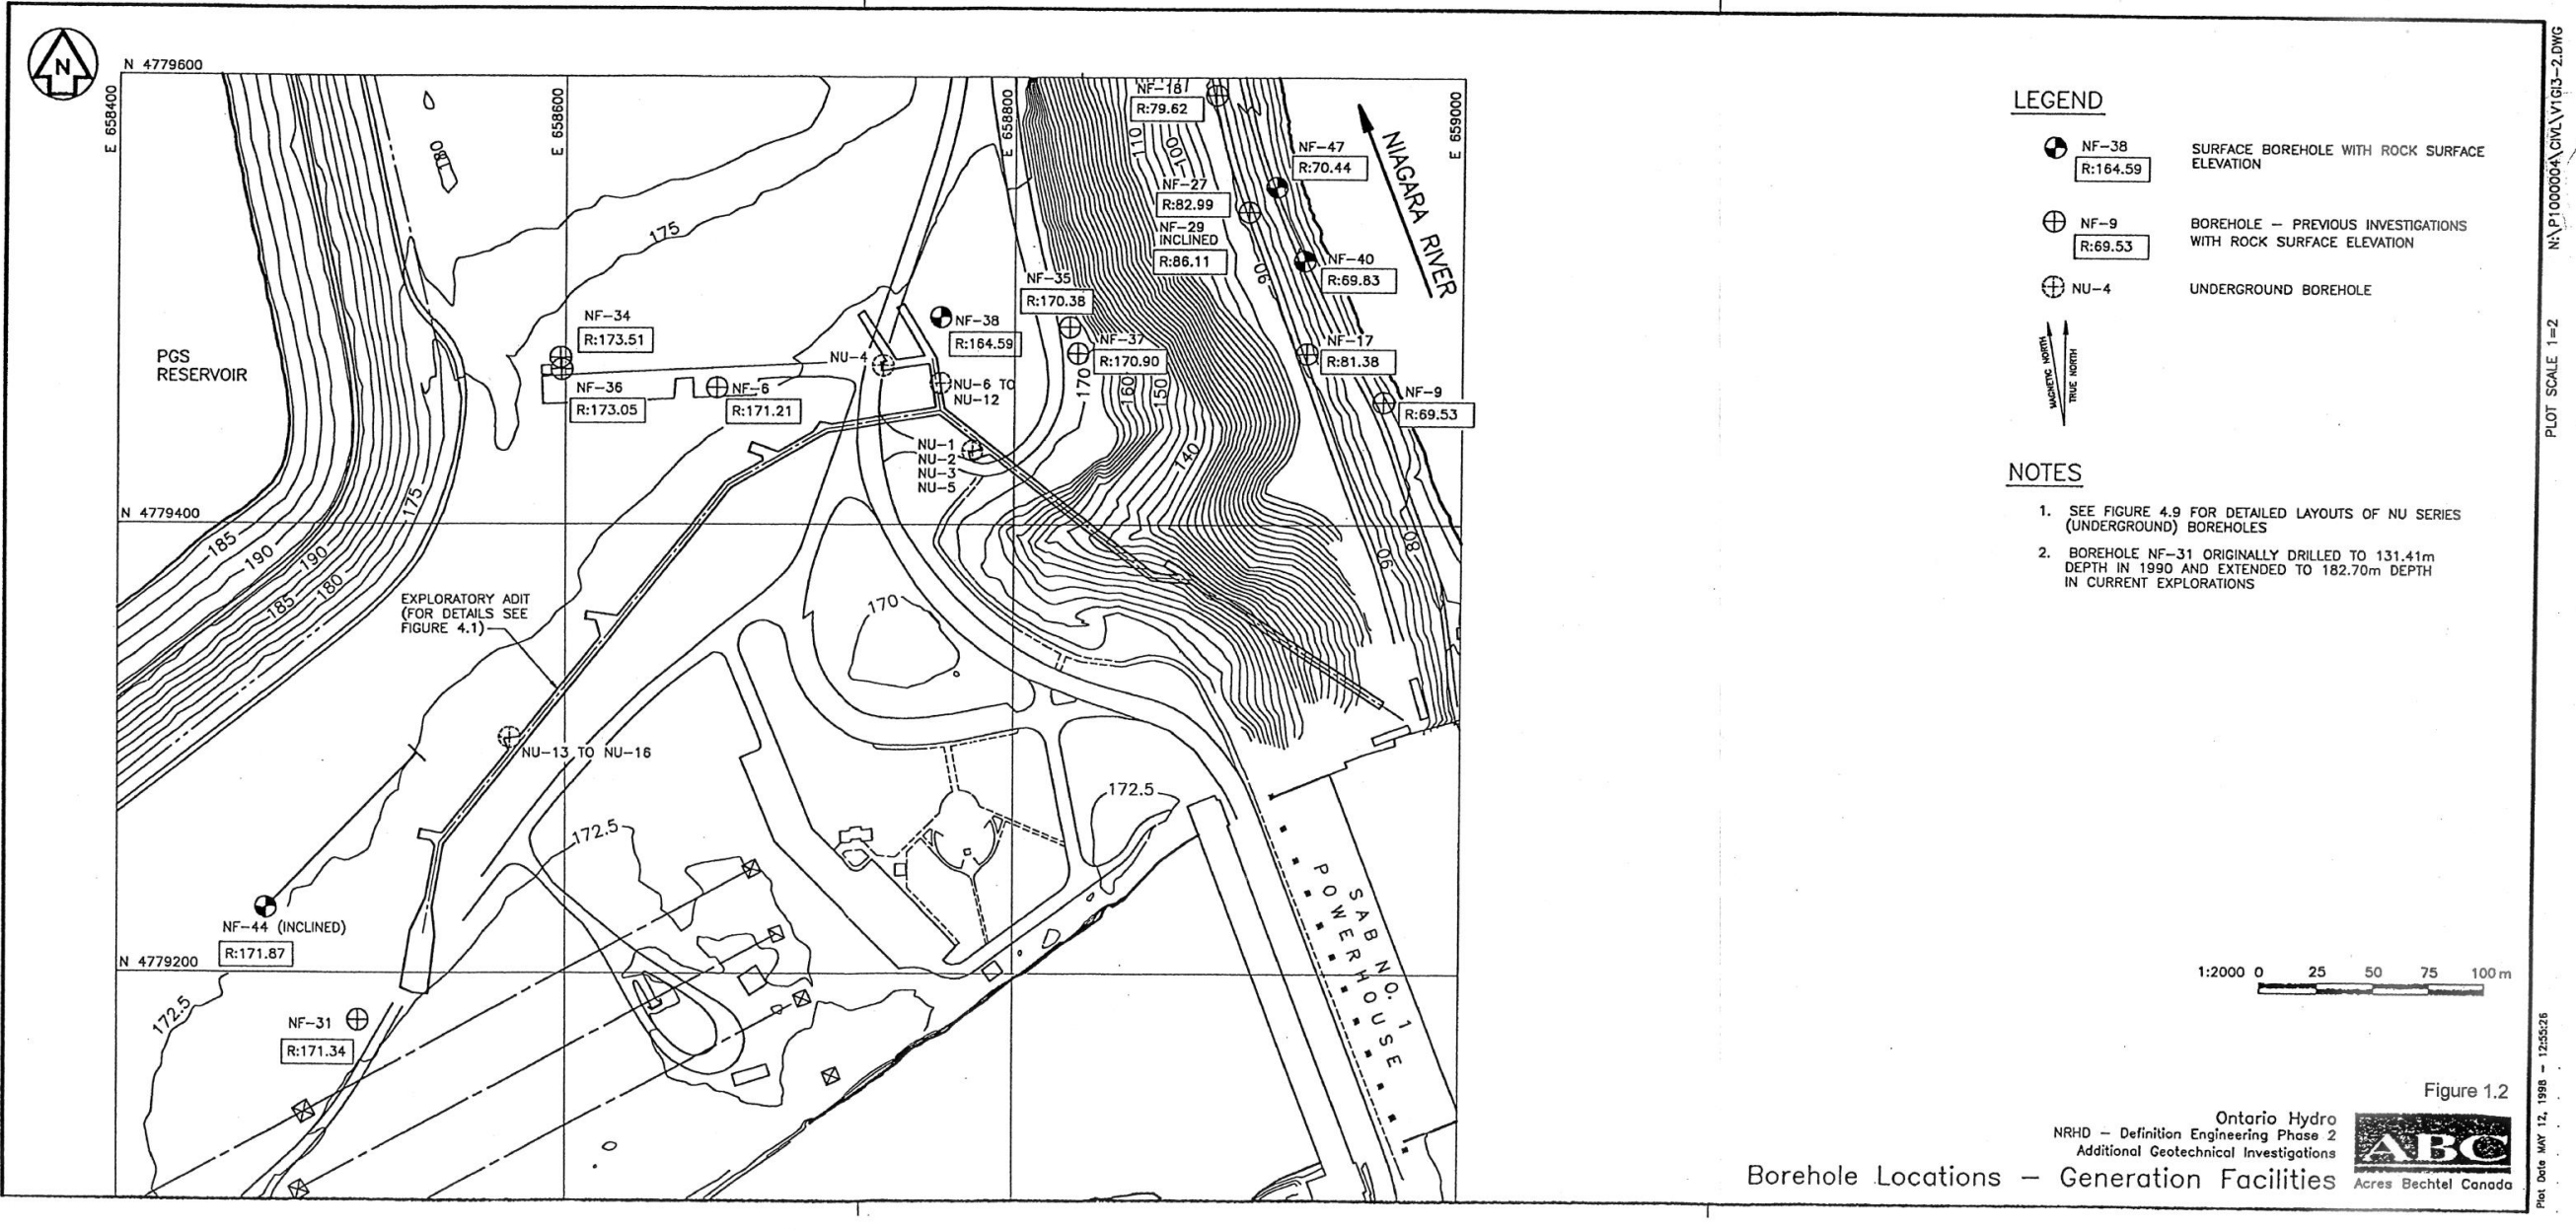 N
N 4779600
E 658400
E 658600
E 658800
E 659000
180
175
NF-18
R:79.62
110
100
NF-47
R:70.44
NIAGARA RIVER
NF-27
R:82.99
NF-29
INCLINED
R:86.11
90
NF-40
R:69.83
NF-35
R:170.38
NF-34
R:173.51
NF-38
R:164.59
NF-37
R:170.90
NF-17
R:81.38
PGS
RESERVOIR
NU-4
NF-36
R:173.05
NF-6
R:171.21
NU-6 TO
NU-12
170
160
150
NF-9
R:69.53
NU-1
NU-2
NU-3
NU-5
140
175
N 4779400
185
190
190
185
180
90
80
EXPLORATORY ADIT
(FOR DETAILS SEE
FIGURE 4.1)
170
NU-13 TO NU-16
172.5
172.5
NF-44 (INCLINED)
R:171.87
N 4779200
172.5
NF-31
R:171.34
SAB NO. 1
POWERHOUSE
LEGEND
NF-38
R:164.59
SURFACE BOREHOLE WITH ROCK SURFACE
ELEVATION
NF-9
R:69.53
BOREHOLE – PREVIOUS INVESTIGATIONS
WITH ROCK SURFACE ELEVATION
NU-4
UNDERGROUND BOREHOLE
MAGNETIC NORTH
TRUE NORTH
NOTES
1. SEE FIGURE 4.9 FOR DETAILED LAYOUTS OF NU SERIES
(UNDERGROUND) BOREHOLES
2. BOREHOLE NF-31 ORIGINALLY DRILLED TO 131.41m
DEPTH IN 1990 AND EXTENDED TO 182.70m DEPTH
IN CURRENT EXPLORATIONS
1:2000 0 25 50 75 100 m
Figure 1.2
Ontario Hydro
NRHD – Definition Engineering Phase 2
Additional Geotechnical Investigations
Borehole Locations – Generation Facilities
ABC
Acres Bechtel Canada
N:\P1000004\CIVL\V1GI3-2.DWG
PLOT SCALE 1=2
Plot Date MAY 12, 1998 – 12:55:26